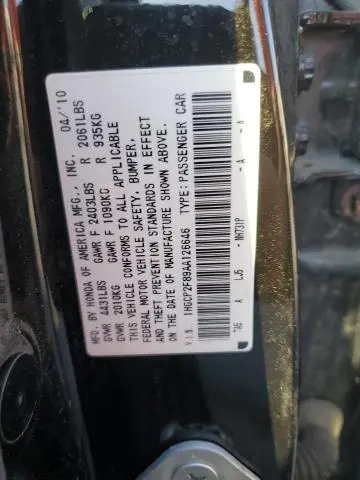 MFD. BY HONDA OF AMERICA MFG., INC. 04/'10
GVWR 4431LBS GAWR F 2403LBS R 2061LBS
GVWR 2010KG GAWR F 1090KG R 935KG
THIS VEHICLE CONFORMS TO ALL APPLICABLE
FEDERAL MOTOR VEHICLE SAFETY, BUMPER,
AND THEFT PREVENTION STANDARDS IN EFFECT
ON THE DATE OF MANUFACTURE SHOWN ABOVE.
V.I.N. 1HGCP2F89AA126646 TYPE:PASSENGER CAR
A LJ5 - NH731P - A - A